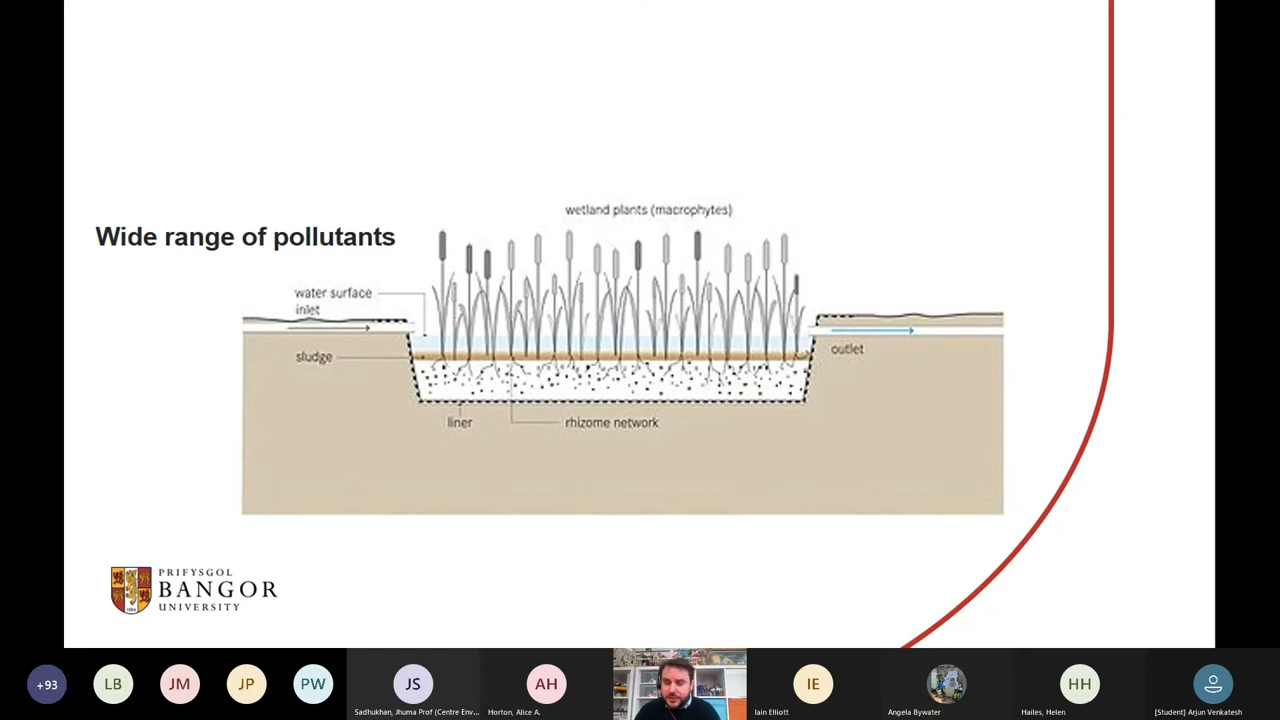 wetland plants (macrophytes)
Wide range of pollutants
water surface
inlet
sludge
outlet
liner
rhizome network
PRIFYSGOL
BANGOR
UNIVERSITY
+93
LB
JM
JP
PW
JS
Sadhukhan, Jhuma Prof (Centre Env...
AH
Horton, Alice A.
IE
Iain Elliott
Angela Bywater
HH
Hailes, Helen
[Student] Arjun Venkatesh